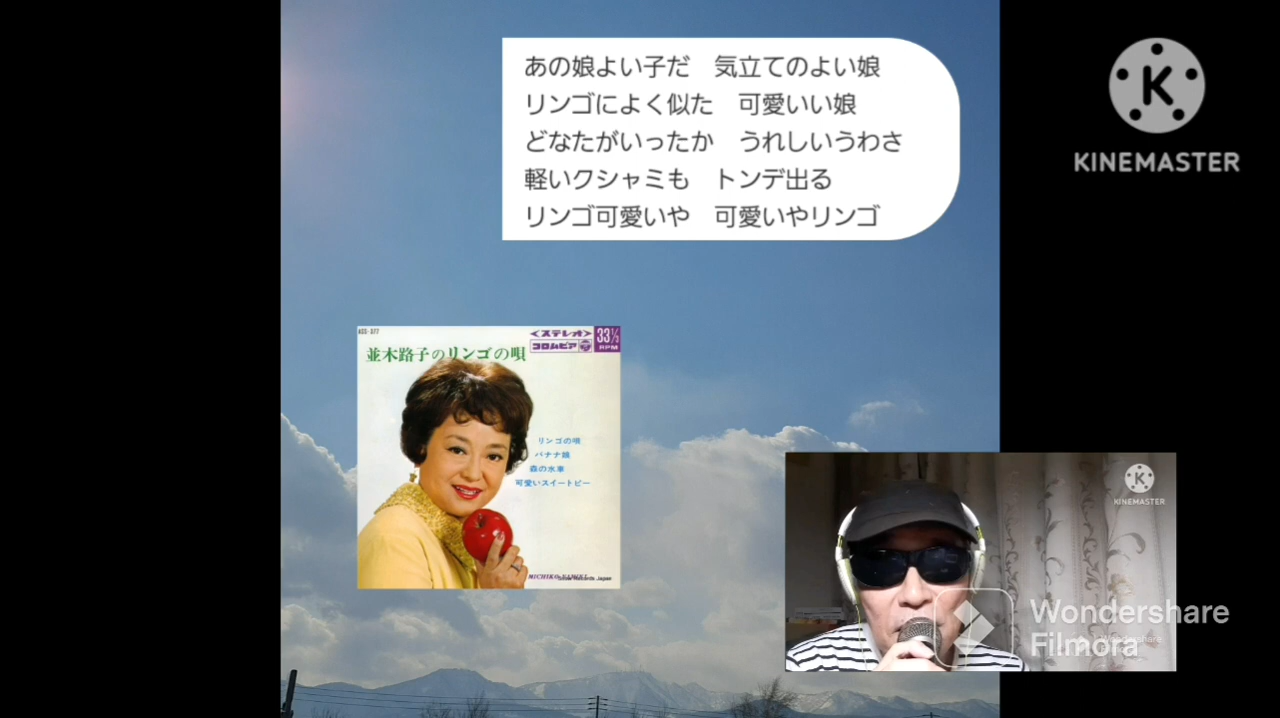 あの娘よい子だ　気立てのよい娘
リンゴによく似た　可愛いい娘
どなたがいったか　うれしいうわさ
軽いクシャミも　トンデ出る
リンゴ可愛いや　可愛いやリンゴ
KINEMASTER
<ステレオ>
33⅓
RPM
コロムビア
並木路子のリンゴの唄
リンゴの唄
バナナ娘
森の水車
可愛いスイートピー
KINEMASTER
Wondershare
Filmora